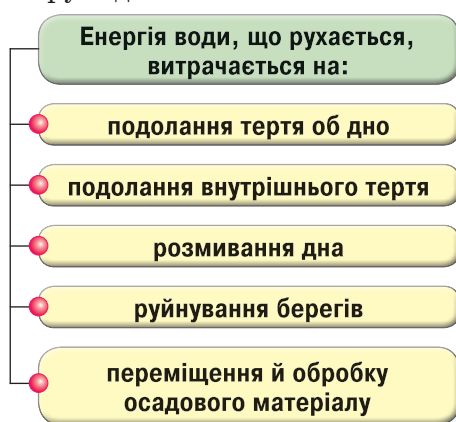 Енергія води, що рухається,
витрачається на:
подолання тертя об дно
подолання внутрішнього тертя
розмивання дна
руйнування берегів
переміщення й обробку
осадового матеріалу